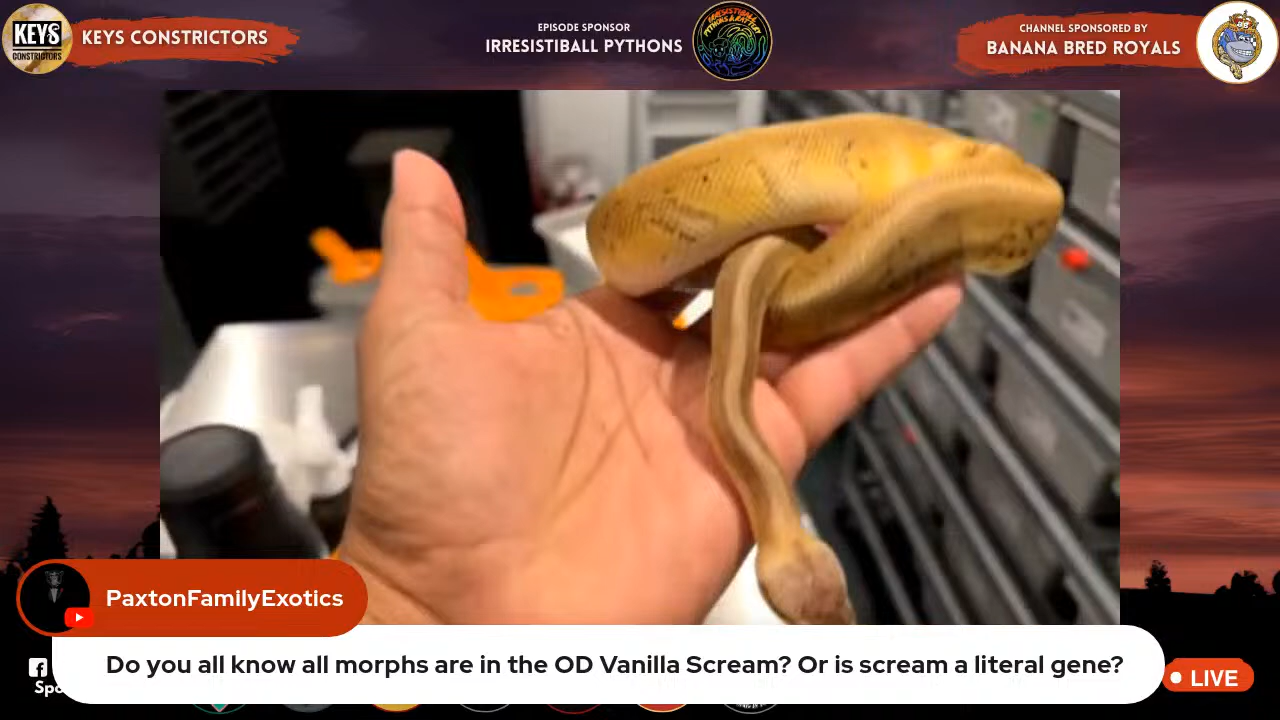 KEYS
CONSTRICTORS
KEYS CONSTRICTORS
EPISODE SPONSOR
IRRESISTIBALL PYTHONS
CHANNEL SPONSORED BY
BANANA BRED ROYALS
PaxtonFamilyExotics
Do you all know all morphs are in the OD Vanilla Scream? Or is scream a literal gene?
LIVE